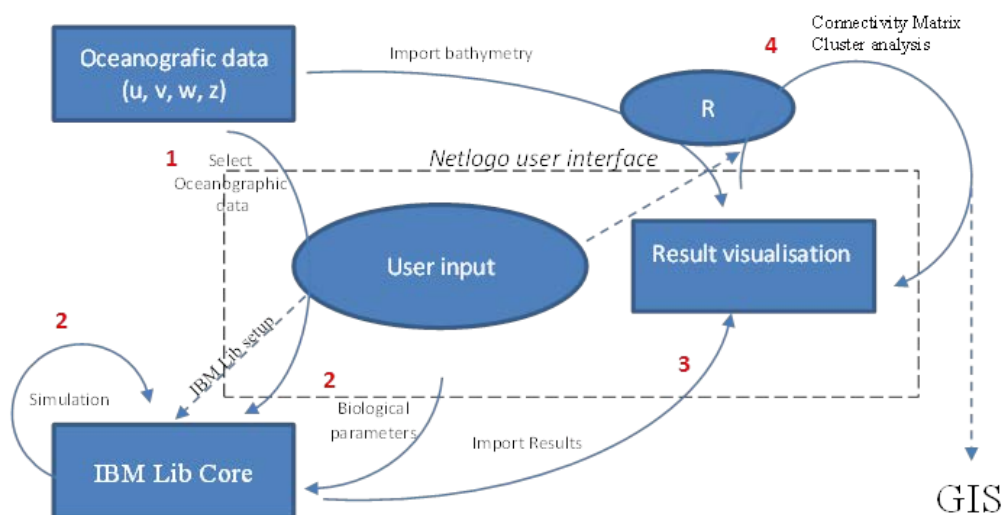 Connectivity Matrix
Cluster analysis
4
Oceanografic data
(u, v, w, z)
Import bathymetry
R
1
Select
Oceanographic
data
Netlogo user interface
User input
Result visualisation
2
IBM Lib setup
Simulation
2
3
Biological
parameters
Import Results
IBM Lib Core
GIS